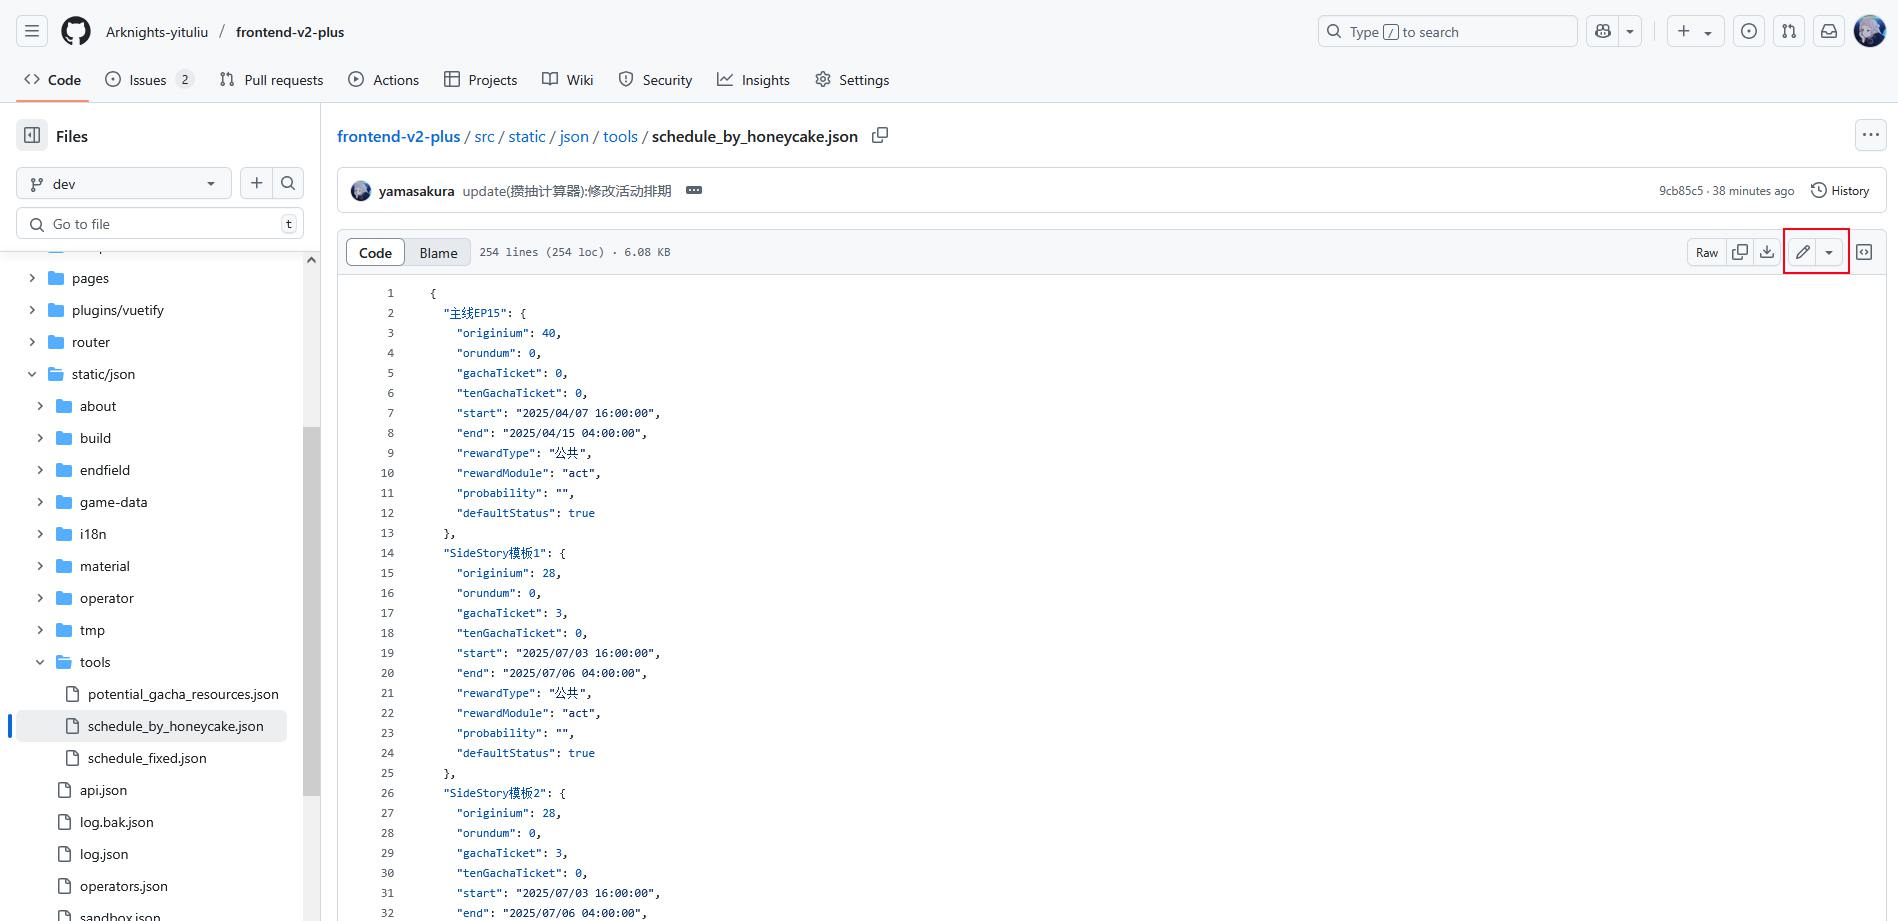 Arknights-yituliu / frontend-v2-plus
Type / to search
Code
Issues 2
Pull requests
Actions
Projects
Wiki
Security
Insights
Settings
Files
dev
Go to file
t
pages
plugins/vuetify
router
static/json
about
build
endfield
game-data
i18n
material
operator
tmp
tools
potential_gacha_resources.json
schedule_by_honeycake.json
schedule_fixed.json
api.json
log.bak.json
log.json
operators.json
sandbox.json
frontend-v2-plus / src / static / json / tools / schedule_by_honeycake.json
yamasakura update(攒抽计算器):修改活动排期
9cb85c5 · 38 minutes ago
History
Code
Blame
254 lines (254 loc) · 6.08 KB
Raw
1 {
2 "主线EP15": {
3 "originium": 40,
4 "orundum": 0,
5 "gachaTicket": 0,
6 "tenGachaTicket": 0,
7 "start": "2025/04/07 16:00:00",
8 "end": "2025/04/15 04:00:00",
9 "rewardType": "公共",
10 "rewardModule": "act",
11 "probability": "",
12 "defaultStatus": true
13 },
14 "SideStory模板1": {
15 "originium": 28,
16 "orundum": 0,
17 "gachaTicket": 3,
18 "tenGachaTicket": 0,
19 "start": "2025/07/03 16:00:00",
20 "end": "2025/07/06 04:00:00",
21 "rewardType": "公共",
22 "rewardModule": "act",
23 "probability": "",
24 "defaultStatus": true
25 },
26 "SideStory模板2": {
27 "originium": 28,
28 "orundum": 0,
29 "gachaTicket": 3,
30 "tenGachaTicket": 0,
31 "start": "2025/07/03 16:00:00",
32 "end": "2025/07/06 04:00:00",